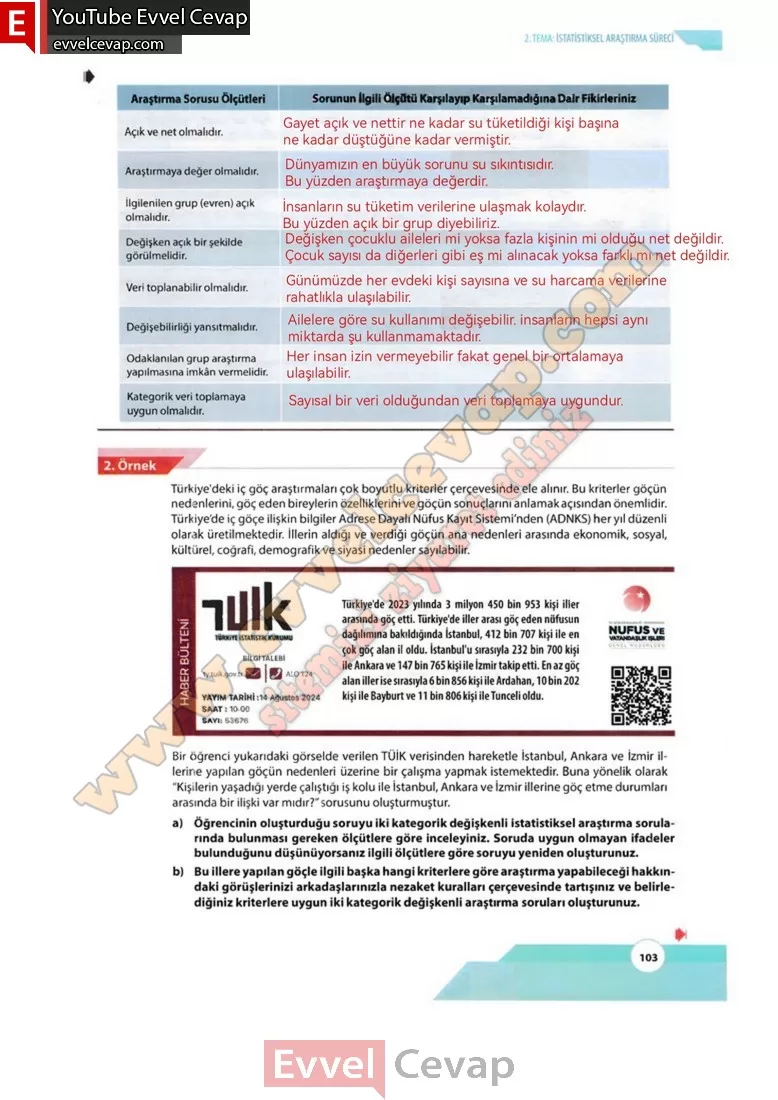 E
YouTube Evvel Cevap
evvelcevap.com
2. TEMA: İSTATİSTİKSEL ARAŞTIRMA SÜRECİ
Araştırma Sorusu Ölçütleri
Sorunun İlgili Ölçütü Karşılayıp Karşılamadığına Dair Fikirleriniz
Açık ve net olmalıdır.
Gayet açık ve nettir ne kadar su tüketildiği kişi başına
ne kadar düştüğüne kadar vermiştir.
Araştırmaya değer olmalıdır.
Dünyamızın en büyük sorunu su sıkıntısıdır.
Bu yüzden araştırmaya değerdir.
İlgilenilen grup (evren) açık
olmalıdır.
İnsanların su tüketim verilerine ulaşmak kolaydır.
Bu yüzden açık bir grup diyebiliriz.
Değişken açık bir şekilde
görülmelidir.
Değişken çocuklu aileleri mi yoksa fazla kişinin mi olduğu net değildir.
Çocuk sayısı da diğerleri gibi eş mi alınacak yoksa farklı mı net değildir.
Veri toplanabilir olmalıdır.
Günümüzde her evdeki kişi sayısına ve su harcama verilerine
rahatlıkla ulaşılabilir.
Değişebilirliği yansıtmalıdır.
Ailelere göre su kullanımı değişebilir. insanların hepsi aynı
miktarda şu kullanmamaktadır.
Odaklanılan grup araştırma
yapılmasına imkân vermelidir.
Her insan izin vermeyebilir fakat genel bir ortalamaya
ulaşılabilir.
Kategorik veri toplamaya
uygun olmalıdır.
Sayısal bir veri olduğundan veri toplamaya uygundur.
2. Örnek
Türkiye'deki iç göç araştırmaları çok boyutlu kriterler çerçevesinde ele alınır. Bu kriterler göçün
nedenlerini, göç eden bireylerin özelliklerini ve göçün sonuçlarını anlamak açısından önemlidir.
Türkiye'de iç göçe ilişkin bilgiler Adrese Dayalı Nüfus Kayıt Sistemi'nden (ADNKS) her yıl düzenli
olarak üretilmektedir. İllerin aldığı ve verdiği göçün ana nedenleri arasında ekonomik, sosyal,
kültürel, coğrafi, demografik ve siyasi nedenler sayılabilir.
HABER BÜLTENİ
TÜİK
TÜRKİYE İSTATİSTİK KURUMU
BİLGİ TALEBİ
ALO 124
YAYIM TARİHİ :14 Ağustos 2024
SAAT : 10:00
SAYI: 53676
Türkiye'de 2023 yılında 3 milyon 450 bin 953 kişi iller
arasında göç etti. Türkiye'de iller arası göç eden nüfusun
dağılımına bakıldığında İstanbul, 412 bin 707 kişi ile en
çok göç alan il oldu. İstanbul'u sırasıyla 232 bin 700 kişi
ile Ankara ve 147 bin 765 kişi ile İzmir takip etti. En az göç
alan iller ise sırasıyla 6 bin 856 kişi ile Ardahan, 10 bin 202
kişi ile Bayburt ve 11 bin 806 kişi ile Tunceli oldu.
NÜFUS VE
VATANDAŞLIK İŞLERİ
GENEL MÜDÜRLÜĞÜ
Bir öğrenci yukarıdaki görselde verilen TÜİK verisinden hareketle İstanbul, Ankara ve İzmir il-
lerine yapılan göçün nedenleri üzerine bir çalışma yapmak istemektedir. Buna yönelik olarak
"Kişilerin yaşadığı yerde çalıştığı iş kolu ile İstanbul, Ankara ve İzmir illerine göç etme durumları
arasında bir ilişki var mıdır?" sorusunu oluşturmuştur.
a) Öğrencinin oluşturduğu soruyu iki kategorik değişkenli istatistiksel araştırma sorula-
rında bulunması gereken ölçütlere göre inceleyiniz. Soruda uygun olmayan ifadeler
bulunduğunu düşünüyorsanız ilgili ölçütlere göre soruyu yeniden oluşturunuz.
b) Bu illere yapılan göçle ilgili başka hangi kriterlere göre araştırma yapabileceği hakkın-
daki görüşlerinizi arkadaşlarınızla nezaket kuralları çerçevesinde tartışınız ve belirle-
diğiniz kriterlere uygun iki kategorik değişkenli araştırma soruları oluşturunuz.
www.evvelcevap.com
sitemizi ziyaret ediniz
103
Evvel Cevap